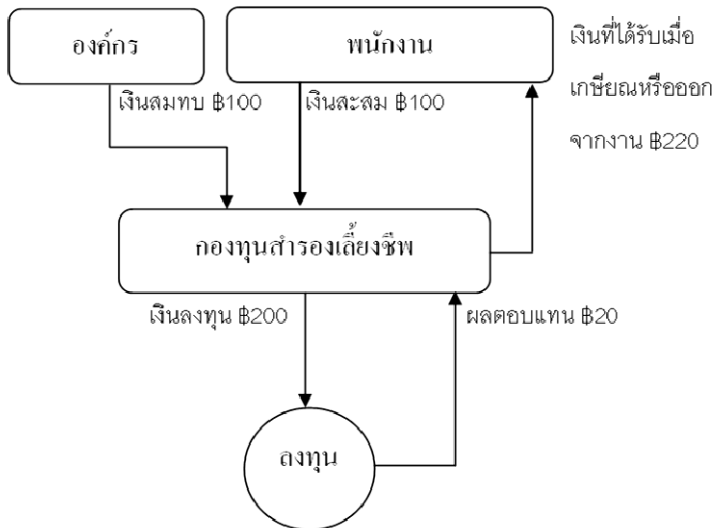 องค์กร
พนักงาน
เงินที่ได้รับเมื่อ
เกษียณหรือออก
จากงาน ฿220
เงินสมทบ ฿100
เงินสะสม ฿100
กองทุนสำรองเลี้ยงชีพ
เงินลงทุน ฿200
ผลตอบแทน ฿20
ลงทุน